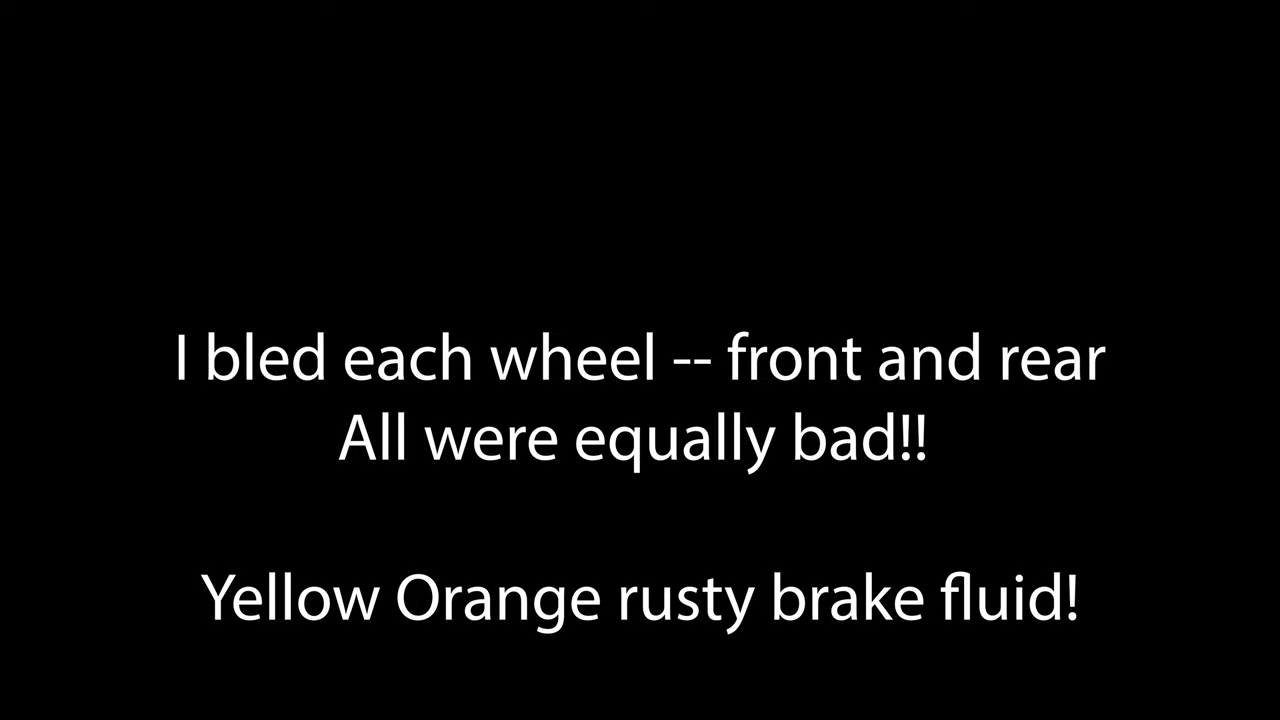 I bled each wheel -- front and rear
All were equally bad!!
Yellow Orange rusty brake fluid!